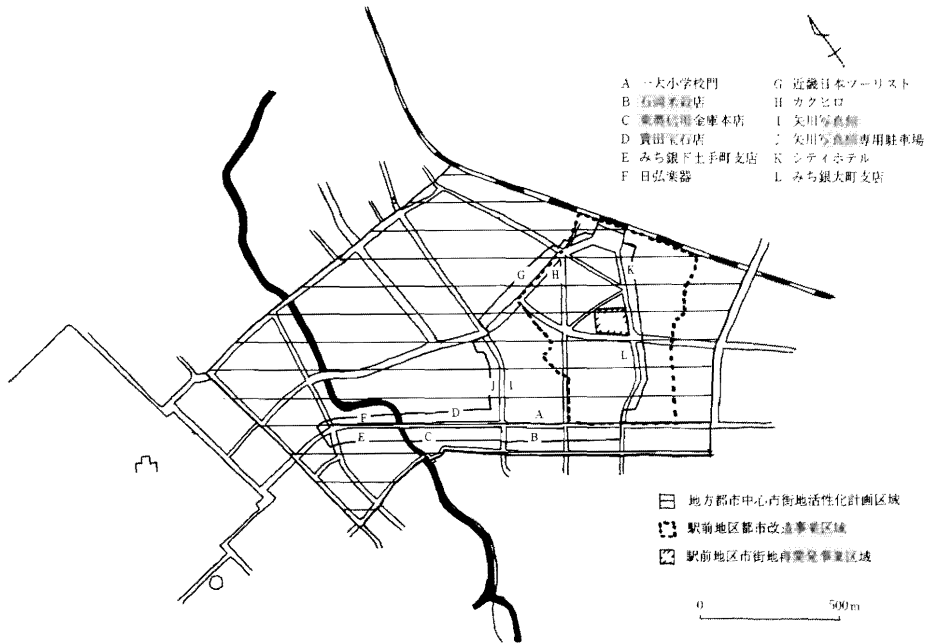 A 一大小学校門
B 店
C 金庫本店
D 貴田宝石店
E みち銀下土手町支店
F 日弘楽器
G 近畿日本ツーリスト
H カクヒロ
I 矢川
J 矢川 専用駐車場
K シティホテル
L みち銀大町支店
G
H
K
L
J I
F
D
A
E
C
B
地方都市中心市街地活性化計画区域
駅前地区都市改 区域
駅前地区市街地 区域
0 500m